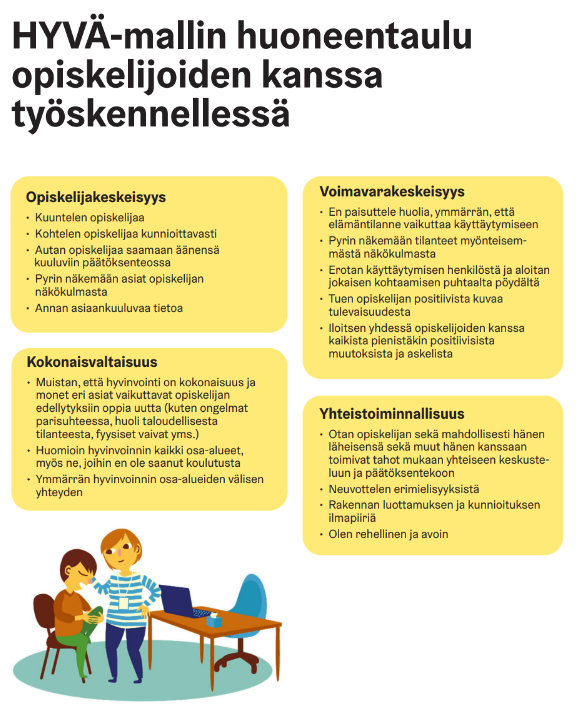 HYVÄ-mallin huoneentaulu
opiskelijoiden kanssa
työskennellessä
Opiskelijakeskeisyys
• Kuuntelen opiskelijaa
• Kohtelen opiskelijaa kunnioittavasti
• Autan opiskelijaa saamaan äänensä
kuuluviin päätöksenteossa
• Pyrin näkemään asiat opiskelijan
näkökulmasta
• Annan asiaankuuluvaa tietoa
Kokonaisvaltaisuus
• Muistan, että hyvinvointi on kokonaisuus ja
monet eri asiat vaikuttavat opiskelijan
edellytyksiin oppia uutta (kuten ongelmat
parisuhteessa, huoli taloudellisesta
tilanteesta, fyysiset vaivat yms.)
• Huomioin hyvinvoinnin kaikki osa-alueet,
myös ne, joihin en ole saanut koulutusta
• Ymmärrän hyvinvoinnin osa-alueiden välisen
yhteyden
Voimavarakeskeisyys
• En paisuttele huolia, ymmärrän, että
elämäntilanne vaikuttaa käyttäytymiseen
• Pyrin näkemään tilanteet myönteisem-
mästä näkökulmasta
• Erotan käyttäytymisen henkilöstä ja aloitan
jokaisen kohtaamisen puhtaalta pöydältä
• Tuen opiskelijan positiivista kuvaa
tulevaisuudesta
• Iloitsen yhdessä opiskelijoiden kanssa
kaikista pienistäkin positiivisista
muutoksista ja askelista
Yhteistoiminnallisuus
• Otan opiskelijan sekä mahdollisesti hänen
läheisensä sekä muut hänen kanssaan
toimivat tahot mukaan yhteiseen keskuste-
luun ja päätöksentekoon
• Neuvottelen erimielisyyksistä
• Rakennan luottamuksen ja kunnioituksen
ilmapiiriä
• Olen rehellinen ja avoin